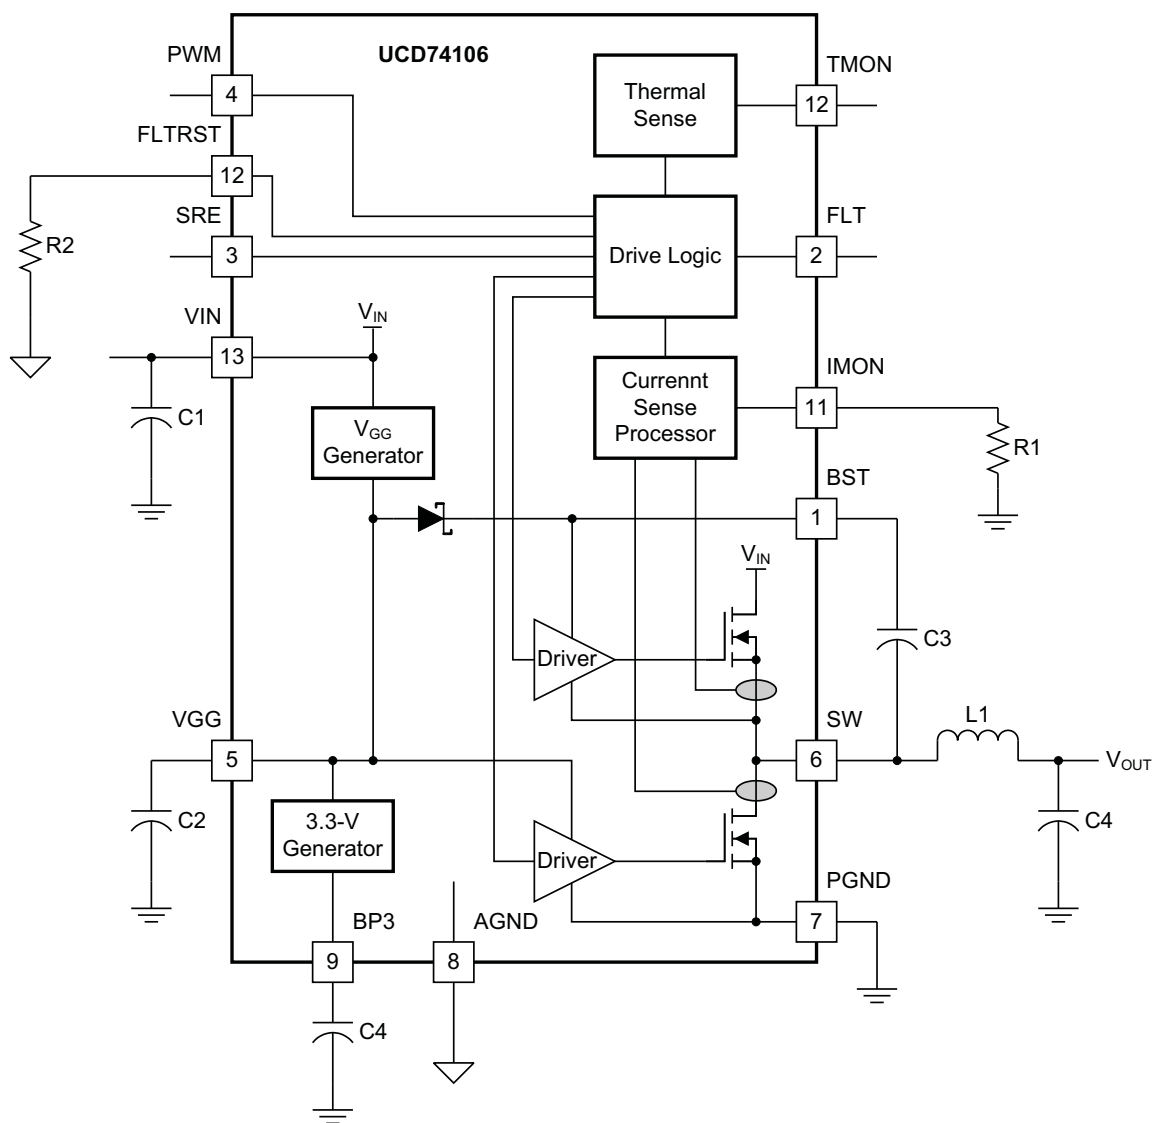 UCD74106
PWM
4
TMON
12
Thermal
Sense
FLTRST
12
SRE
3
R2
FLT
2
Drive Logic
VIN
13
VIN
C1
VGG
Generator
IMON
11
Currennt
Sense
Processor
R1
BST
1
VIN
Driver
C3
VGG
5
SW
6
L1
VOUT
C2
3.3-V
Generator
Driver
C4
PGND
7
BP3
9
AGND
8
C4